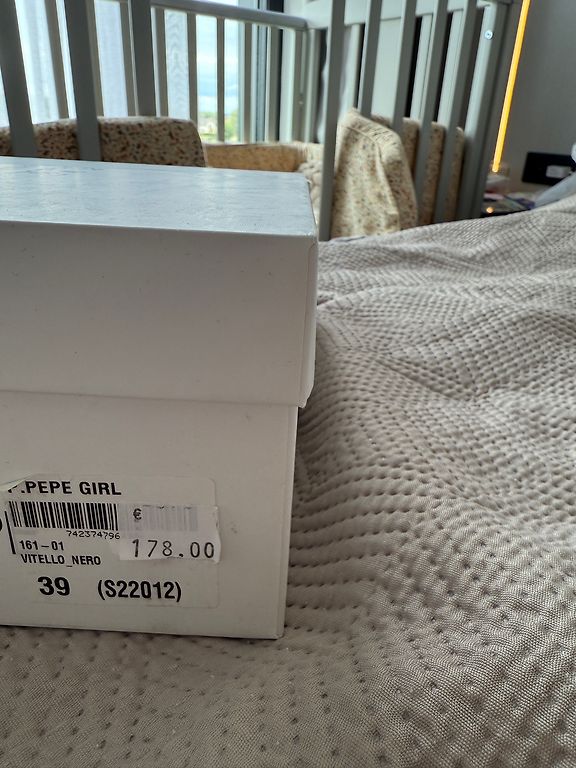 .PEPE GIRL
€
742374796
178.00
161-01
VITELLO_NERO
39 (S22012)